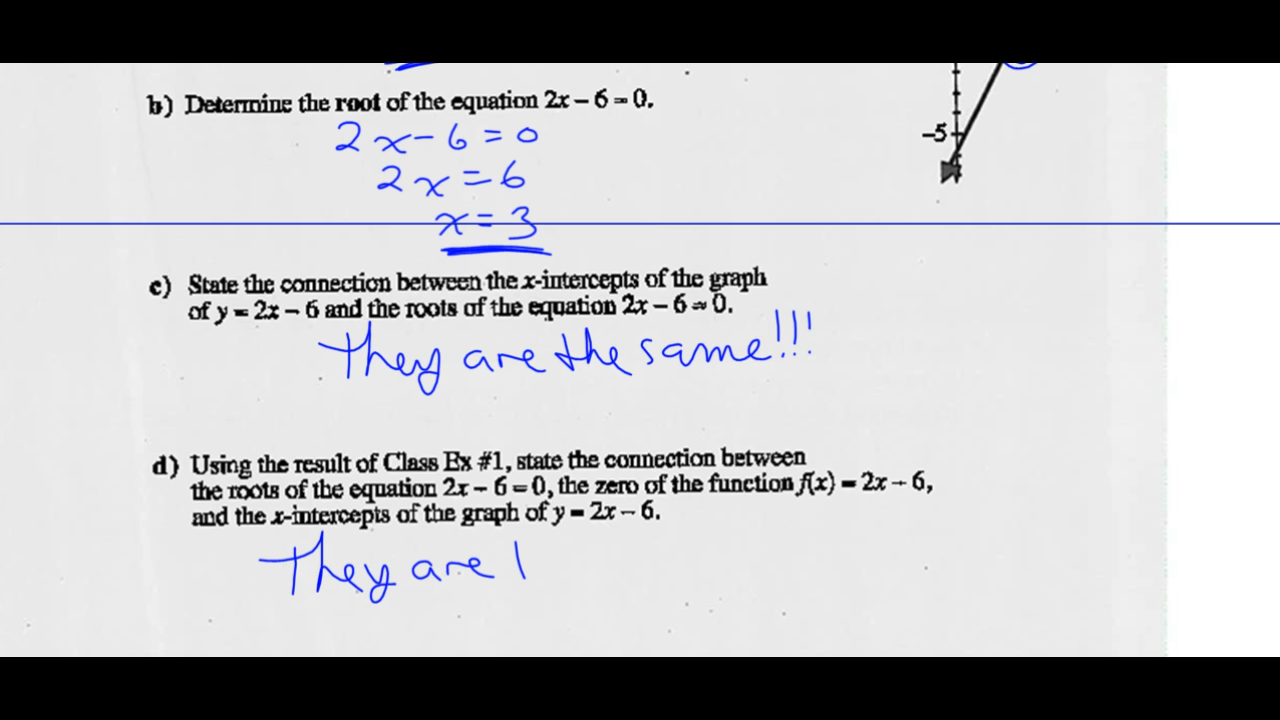 b) Determine the root of the equation 2x – 6 = 0.
2x – 6 = 0
2x = 6
x = 3
–5
c) State the connection between the x-intercepts of the graph
of y = 2x – 6 and the roots of the equation 2x – 6 = 0.
They are the same!!!
d) Using the result of Class Ex #1, state the connection between
the roots of the equation 2x – 6 = 0, the zero of the function f(x) = 2x – 6,
and the x-intercepts of the graph of y = 2x – 6.
They are